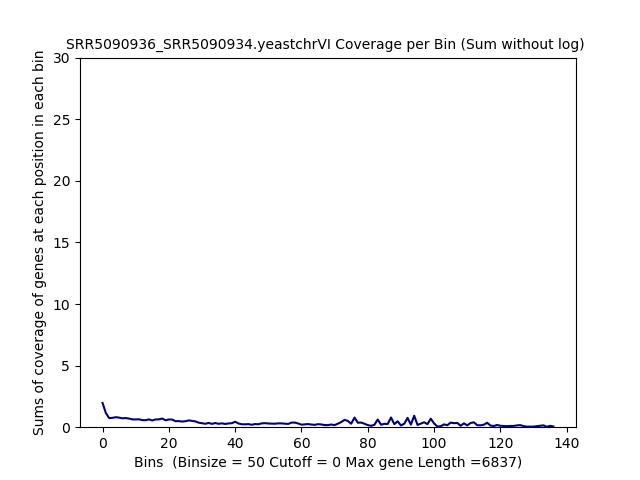 SRR5090936_SRR5090934.yeastchrVI Coverage per Bin (Sum without log)
Sums of coverage of genes at each position in each bin
30
25
20
15
10
5
0
0 20 40 60 80 100 120 140
Bins  (Binsize = 50 Cutoff = 0 Max gene Length =6837)